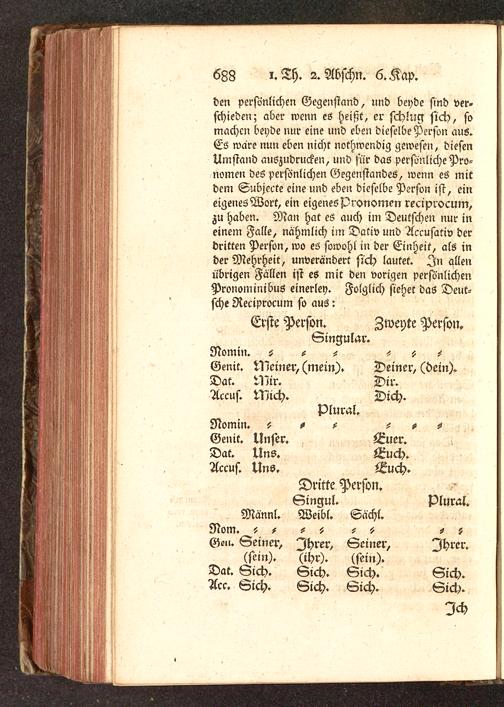 688 1. Th. 2. Abschn. 6. Kap.
den persönlichen Gegenstand, und beyde sind ver-
schieden; aber wenn es heißt, er schlug sich, so
machen beyde nur eine und eben dieselbe Person aus.
Es wäre nun eben nicht nothwendig gewesen, diesen
Umstand auszudrucken, und für das persönliche Pro-
nomen des persönlichen Gegenstandes, wenn es mit
dem Subjecte eine und eben dieselbe Person ist, ein
eigenes Wort, ein eigenes Pronomen reciprocum,
zu haben. Man hat es auch im Deutschen nur in
einem Falle, nähmlich im Dativ und Accusativ der
dritten Person, wo es sowohl in der Einheit, als in
der Mehrheit, unverändert sich lautet. In allen
übrigen Fällen ist es mit den vorigen persönlichen
Pronominibus einerley. Folglich siehet das Deut-
sche Reciprocum so aus:
Erste Person. Zweyte Person.
Singular.
Nomin. = = = = = =
Genit. Meiner, (mein). Deiner, (dein).
Dat. Mir. Dir.
Accus. Mich. Dich.
Plural.
Nomin. = = = = = =
Genit. Unser. Euer.
Dat. Uns. Euch.
Accus. Uns. Euch.
Dritte Person.
Singul. Plural.
Männl. Weibl. Sächl.
Nom. = = = = = = = =
Gen. Seiner, Ihrer, Seiner, Ihrer.
(sein). (ihr). (sein).
Dat. Sich. Sich. Sich. Sich.
Acc. Sich. Sich. Sich. Sich.
Ich